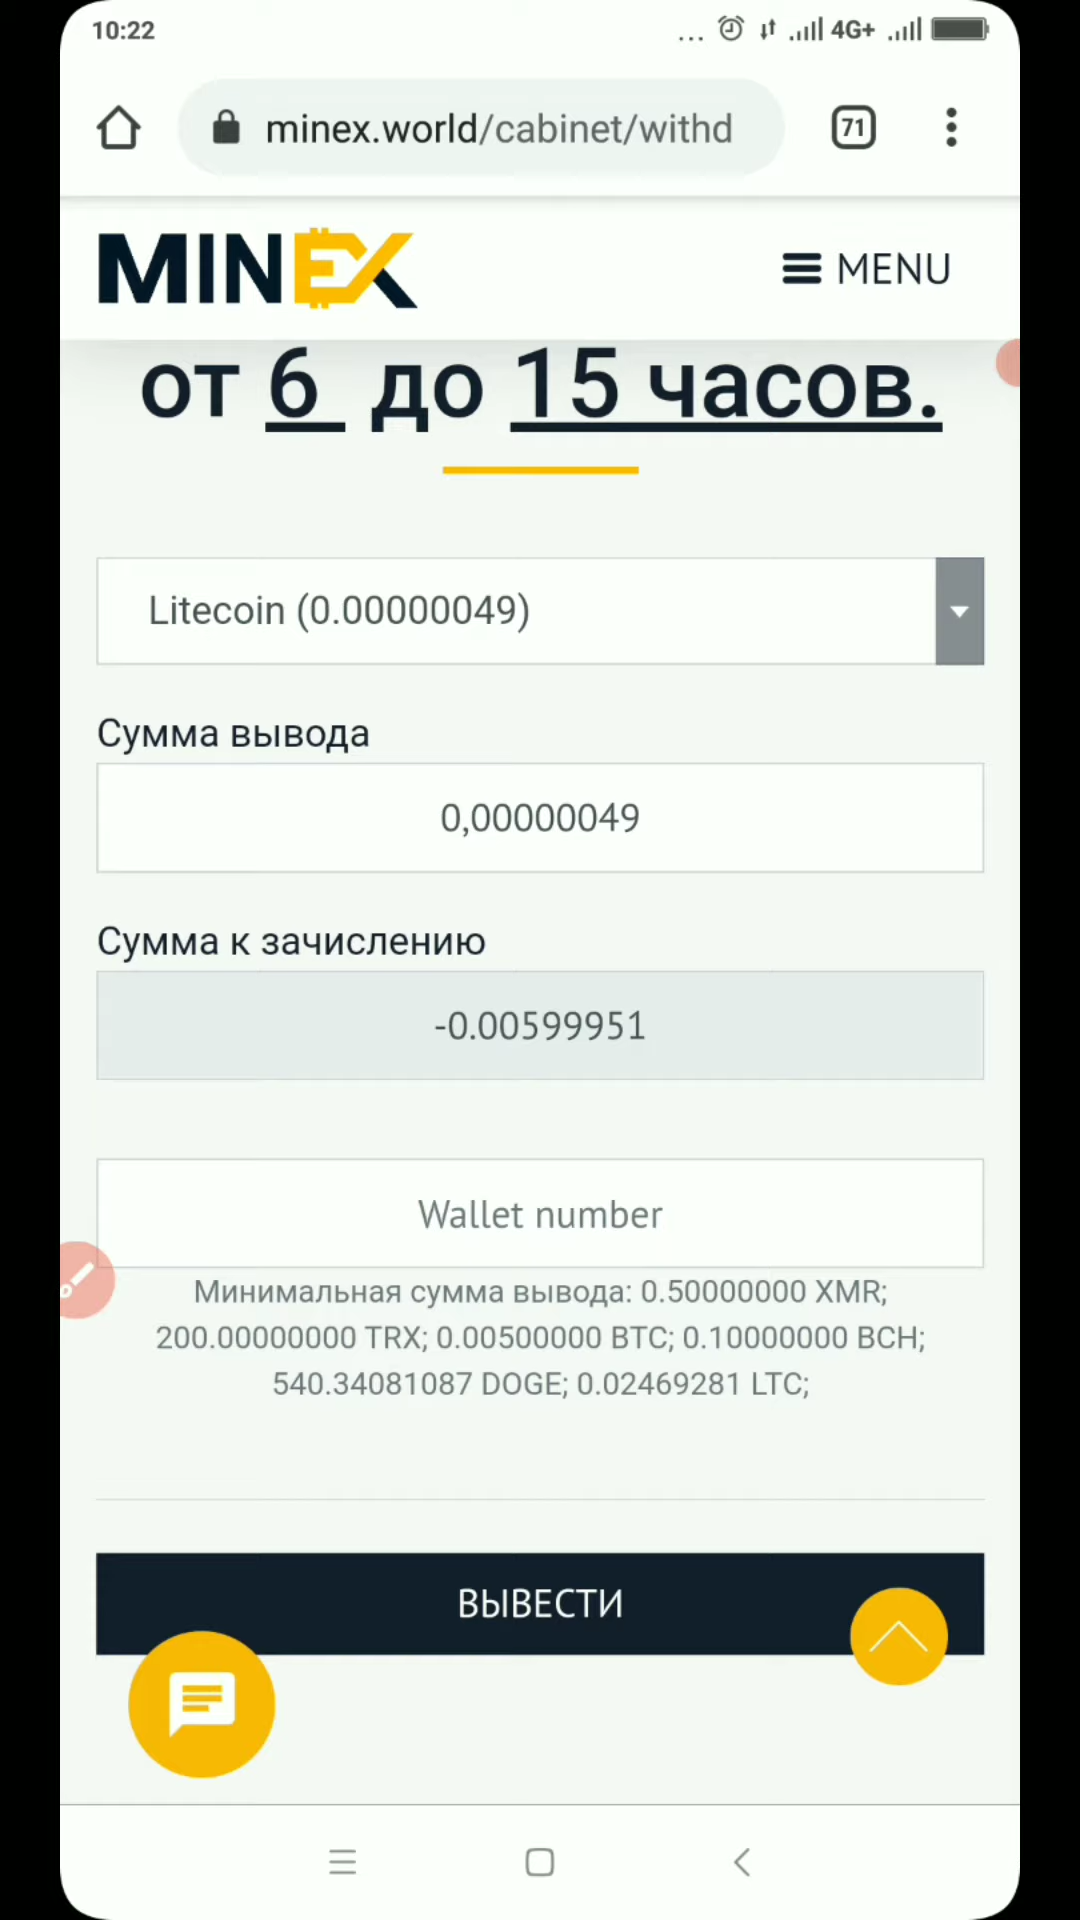 10:22
... 4G+
minex.world/cabinet/withd
71
MINEX
MENU
от 6 до 15 часов.
Litecoin (0.00000049)
Сумма вывода
0,00000049
Сумма к зачислению
-0.00599951
Wallet number
Минимальная сумма вывода: 0.50000000 XMR;
200.00000000 TRX; 0.00500000 BTC; 0.10000000 BCH;
540.34081087 DOGE; 0.02469281 LTC;
ВЫВЕСТИ